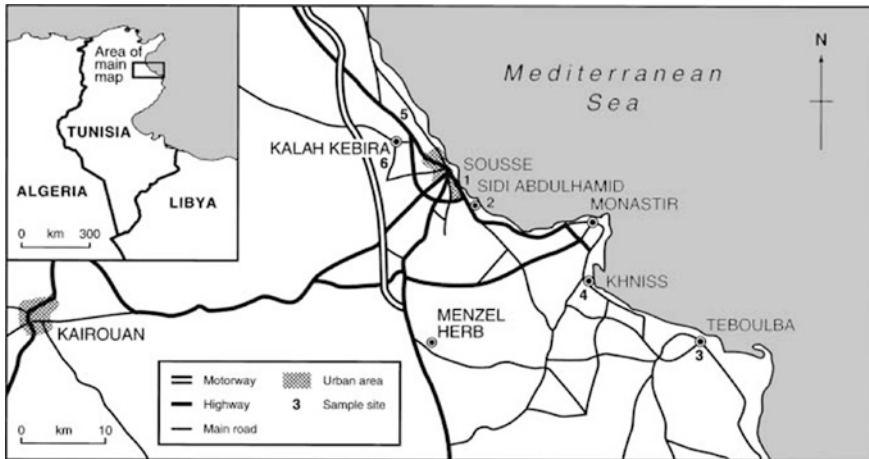 Area of
main
map
TUNISIA
ALGERIA
LIBYA
0 km 300
Mediterranean
Sea
N
5
KALAH KEBIRA
6
SOUSSE
1
SIDI ABDULHAMID
2
MONASTIR
KHNISS
4
MENZEL
HERB
TEBOULBA
3
KAIROUAN
Motorway
Urban area
Highway
3 Sample site
Main road
0 km 10